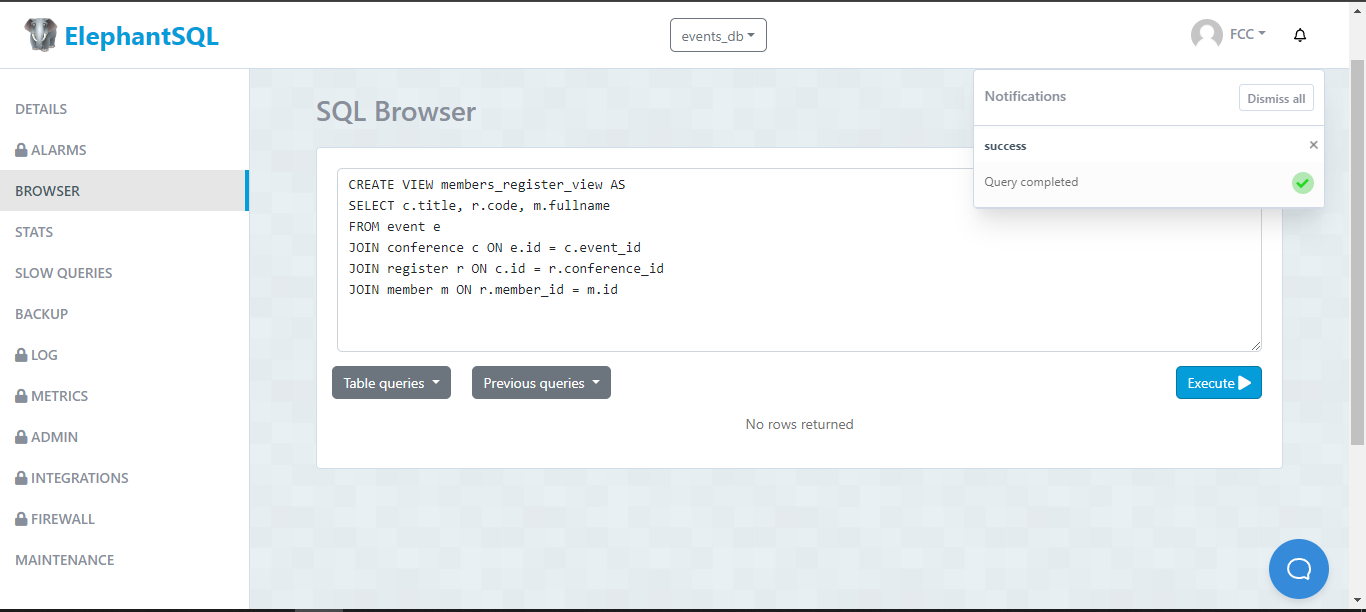 ElephantSQL
events_db
FCC
DETAILS
ALARMS
BROWSER
STATS
SLOW QUERIES
BACKUP
LOG
METRICS
ADMIN
INTEGRATIONS
FIREWALL
MAINTENANCE
SQL Browser
Notifications
Dismiss all
success
×
Query completed
CREATE VIEW members_register_view AS
SELECT c.title, r.code, m.fullname
FROM event e
JOIN conference c ON e.id = c.event_id
JOIN register r ON c.id = r.conference_id
JOIN member m ON r.member_id = m.id
Table queries
Previous queries
Execute
No rows returned